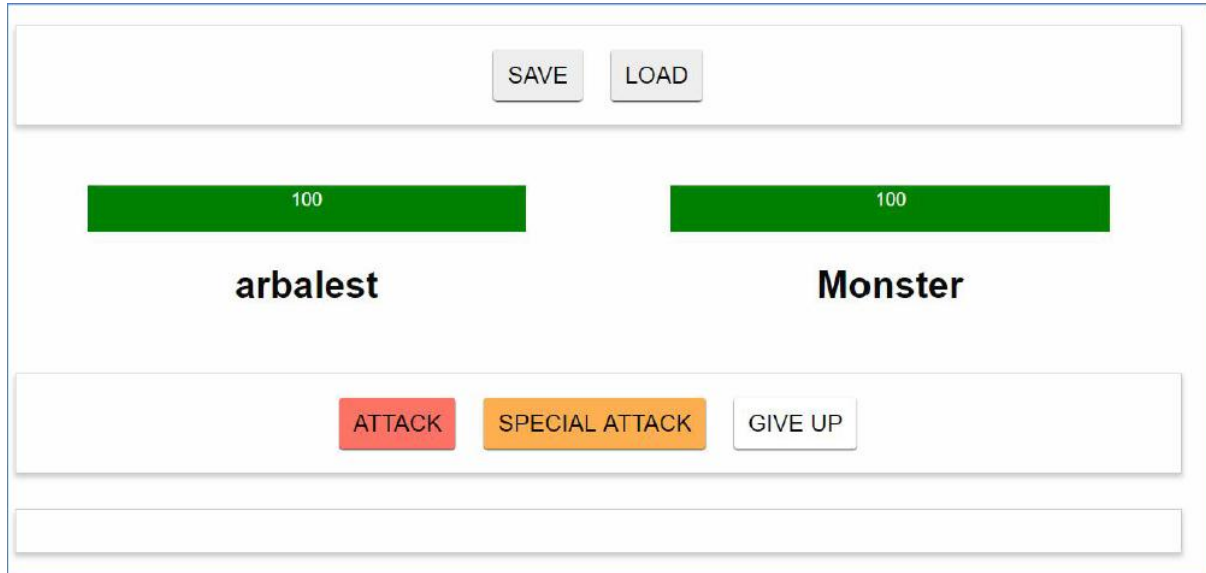 SAVE LOAD
100 100
arbalest Monster
ATTACK SPECIAL ATTACK GIVE UP